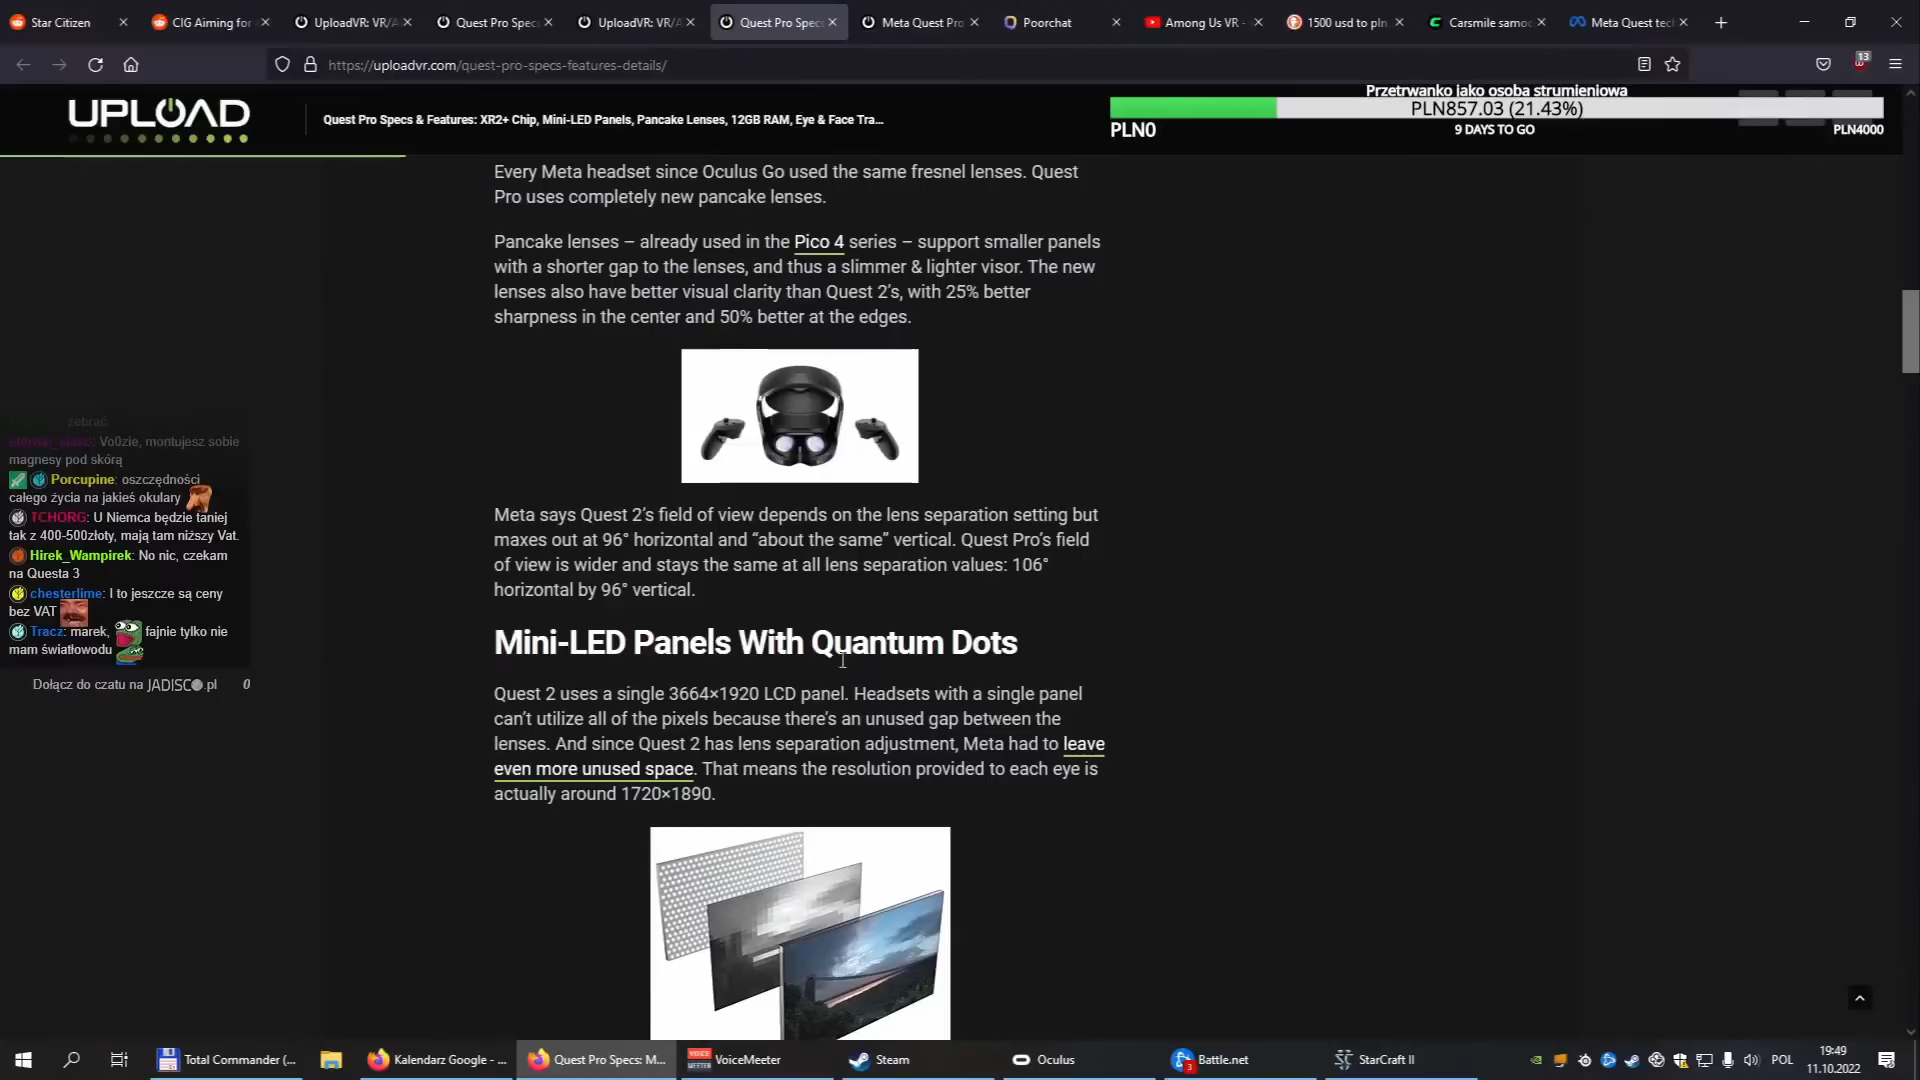 Star Citizen
CIG Aiming for
UploadVR: VR/A
Quest Pro Spec
UploadVR: VR/A
Quest Pro Spec
Meta Quest Pro
Poorchat
Among Us VR -
1500 usd to pln
Carsmile samo
Meta Quest tec
https://uploadvr.com/quest-pro-specs-features-details/
13
UPLOAD
Quest Pro Specs & Features: XR2+ Chip, Mini-LED Panels, Pancake Lenses, 12GB RAM, Eye & Face Tra...
Przetrwanko jako osoba strumieniowa
PLN857.03 (21.43%)
PLN0
9 DAYS TO GO
PLN4000
Every Meta headset since Oculus Go used the same fresnel lenses. Quest
Pro uses completely new pancake lenses.
Pancake lenses – already used in the Pico 4 series – support smaller panels
with a shorter gap to the lenses, and thus a slimmer & lighter visor. The new
lenses also have better visual clarity than Quest 2’s, with 25% better
sharpness in the center and 50% better at the edges.
Meta says Quest 2’s field of view depends on the lens separation setting but
maxes out at 96° horizontal and “about the same” vertical. Quest Pro’s field
of view is wider and stays the same at all lens separation values: 106°
horizontal by 96° vertical.
Mini-LED Panels With Quantum Dots
Quest 2 uses a single 3664×1920 LCD panel. Headsets with a single panel
can’t utilize all of the pixels because there’s an unused gap between the
lenses. And since Quest 2 has lens separation adjustment, Meta had to leave
even more unused space. That means the resolution provided to each eye is
actually around 1720×1890.
zebrać
Vo0zie, montujesz sobie
magnesy pod skórą
Porcupine: oszczędności
całego życia na jakieś okulary
TCHORG: U Niemca będzie taniej
tak z 400-500złoty, mają tam niższy Vat.
Hirek_Wampirek: No nic, czekam
na Questa 3
chesterlime: I to jeszcze są ceny
bez VAT
Tracz: marek, fajnie tylko nie
mam światłowodu
Dołącz do czatu na JADISCO.pl 0
Total Commander (...
Kalendarz Google - ...
Quest Pro Specs: M...
VOICE MEETER
VoiceMeeter
Steam
Oculus
3
Battle.net
StarCraft II
POL
19:49
11.10.2022